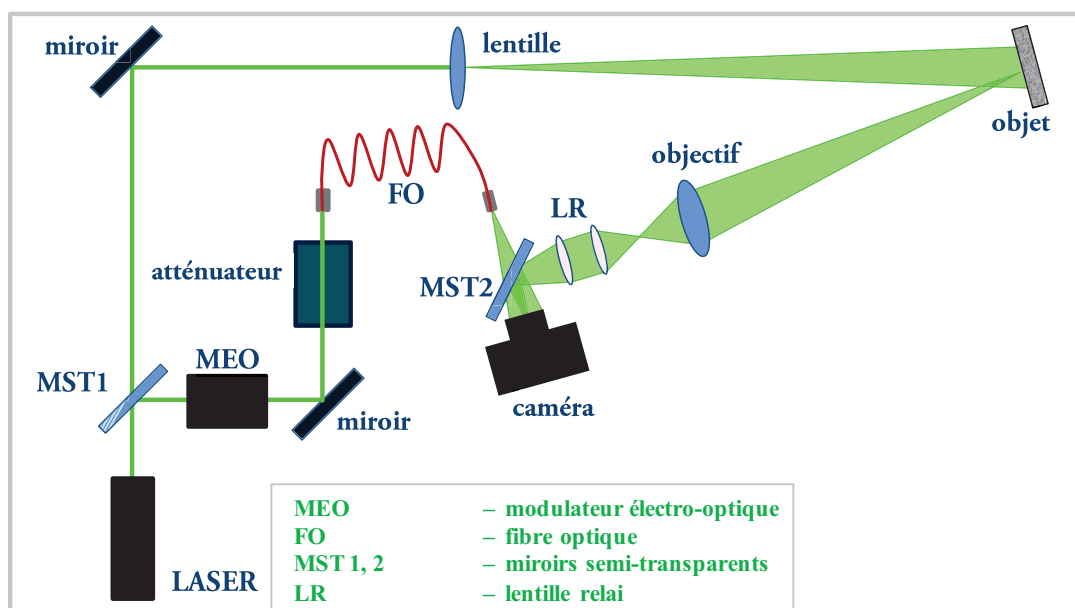 miroir
lentille
objet
objectif
FO
LR
atténuateur
MST2
MEO
MST1
miroir
caméra
LASER
MEO – modulateur électro-optique
FO – fibre optique
MST 1, 2 – miroirs semi-transparents
LR – lentille relai